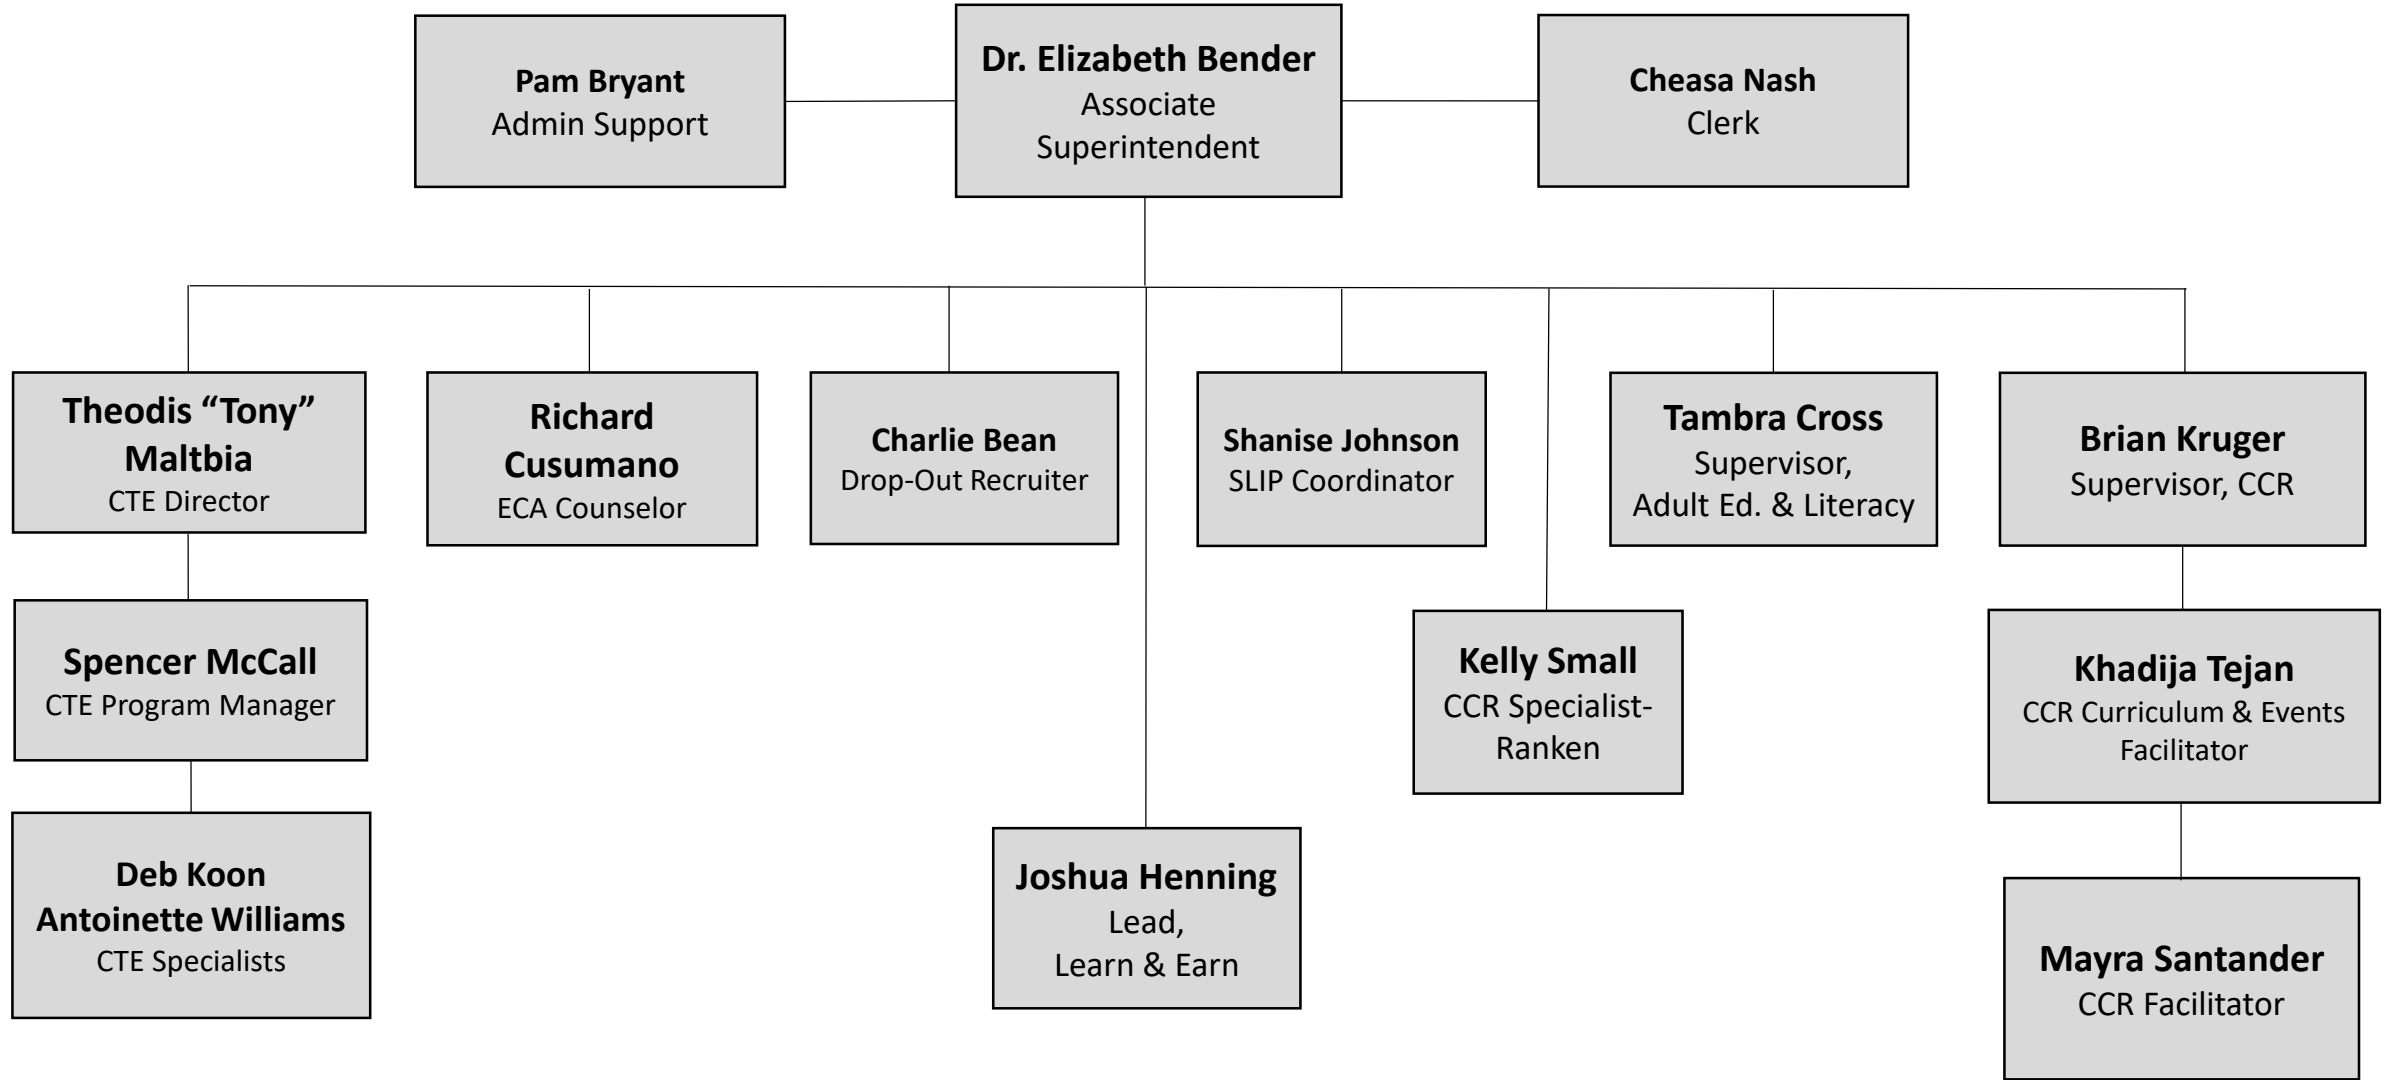 Pam Bryant
Admin Support
Dr. Elizabeth Bender
Associate
Superintendent
Cheasa Nash
Clerk
Theodis “Tony”
Maltbia
CTE Director
Richard
Cusumano
ECA Counselor
Charlie Bean
Drop-Out Recruiter
Shanise Johnson
SLIP Coordinator
Tambra Cross
Supervisor,
Adult Ed. & Literacy
Brian Kruger
Supervisor, CCR
Spencer McCall
CTE Program Manager
Kelly Small
CCR Specialist-
Ranken
Khadija Tejan
CCR Curriculum & Events
Facilitator
Deb Koon
Antoinette Williams
CTE Specialists
Joshua Henning
Lead,
Learn & Earn
Mayra Santander
CCR Facilitator